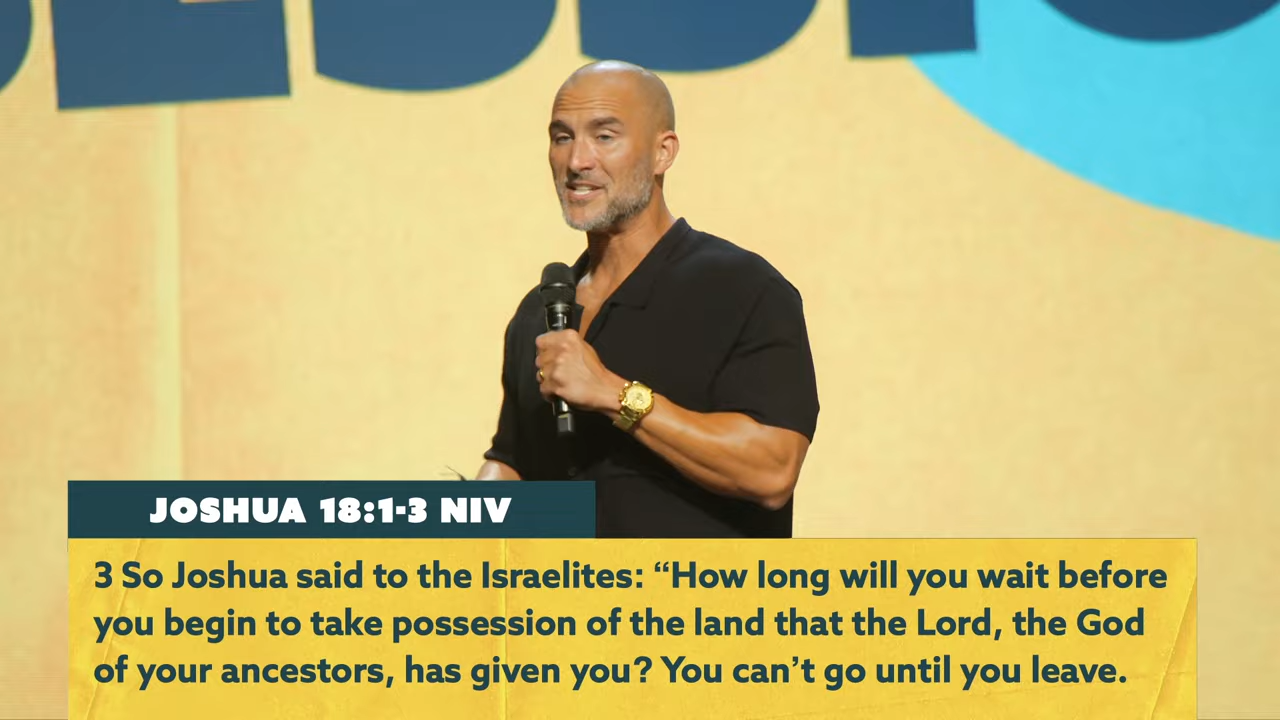 JOSHUA 18:1-3 NIV
3 So Joshua said to the Israelites: “How long will you wait before
you begin to take possession of the land that the Lord, the God
of your ancestors, has given you? You can’t go until you leave.